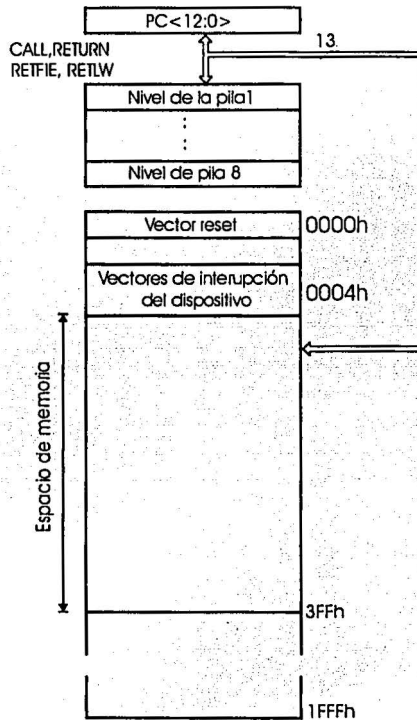 PC<12:0>
CALL,RETURN
RETFIE, RETLW
13
Nivel de la pila1
Nivel de pila 8
Vector reset
0000h
Vectores de interupción
del dispositivo
0004h
Espacio de memoria
3FFh
1FFFh